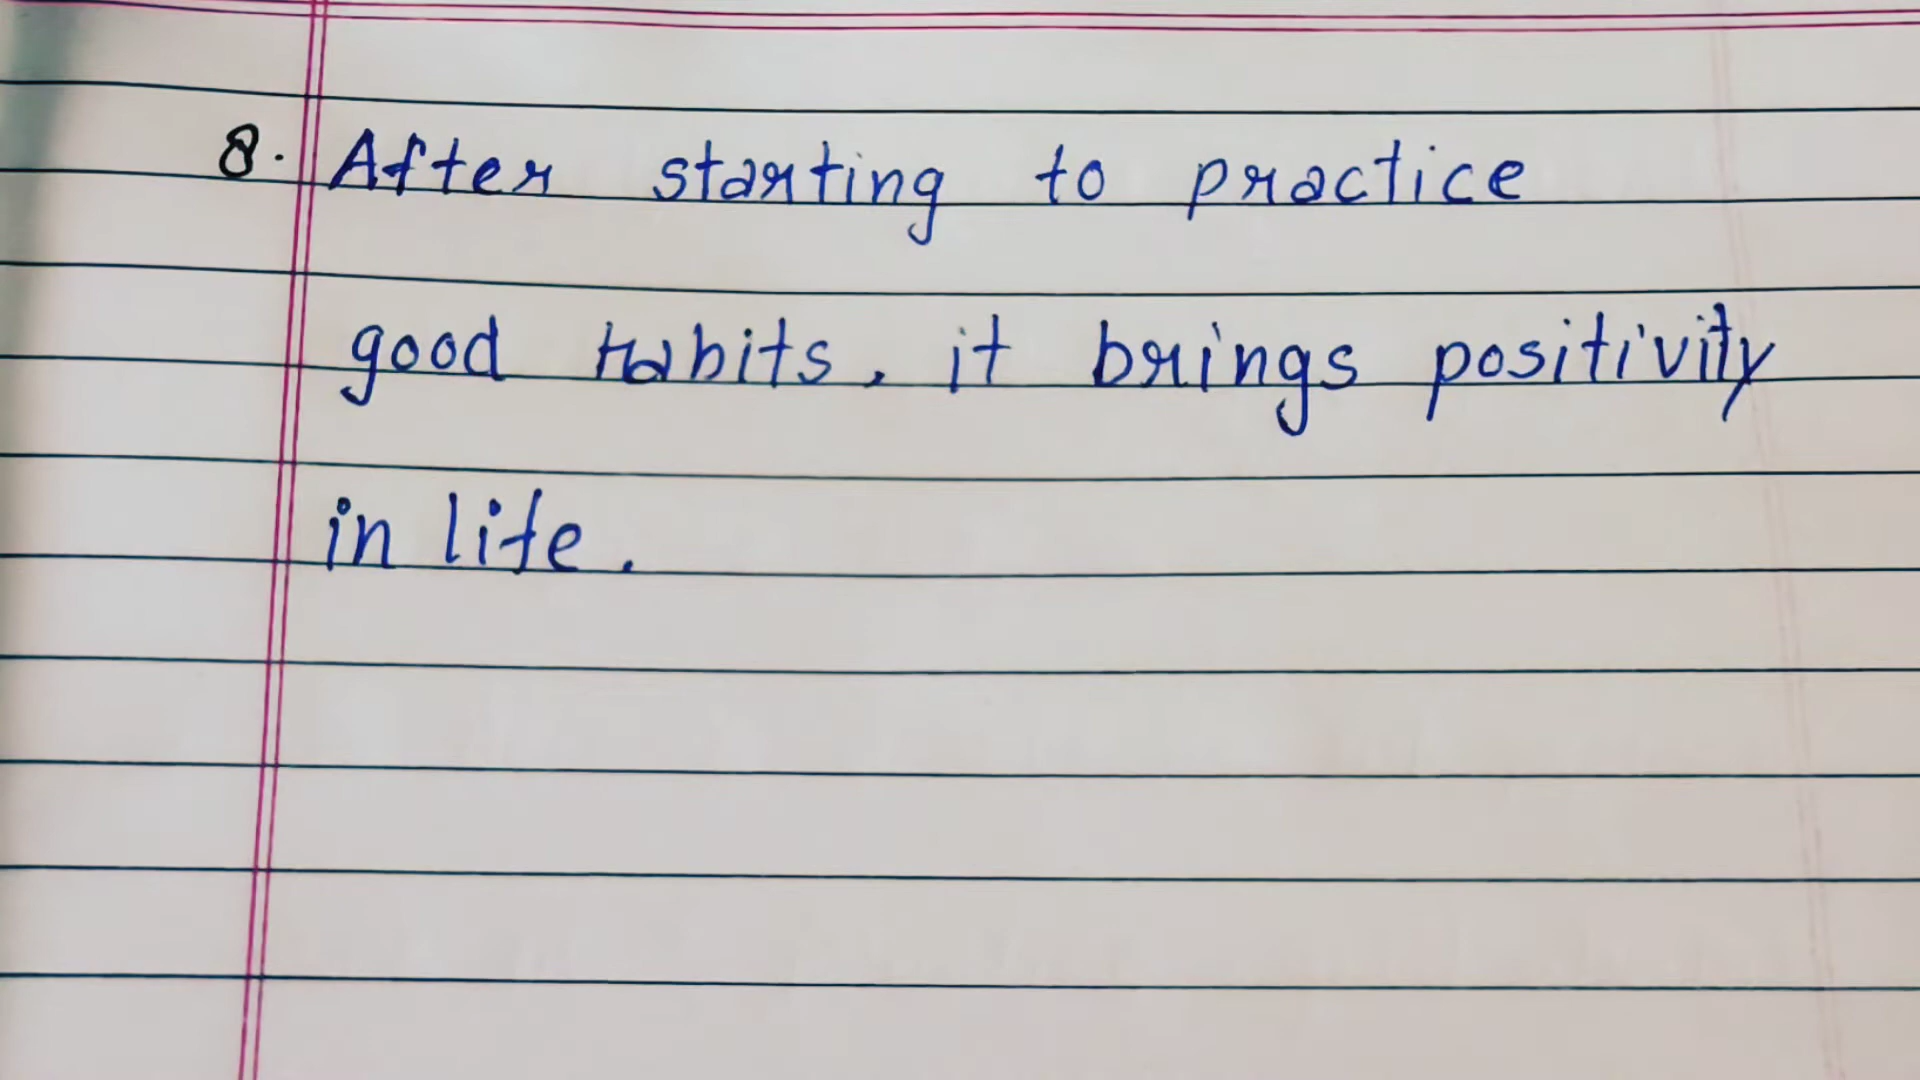 8. After starting to practice
good habits, it brings positivity
in life.